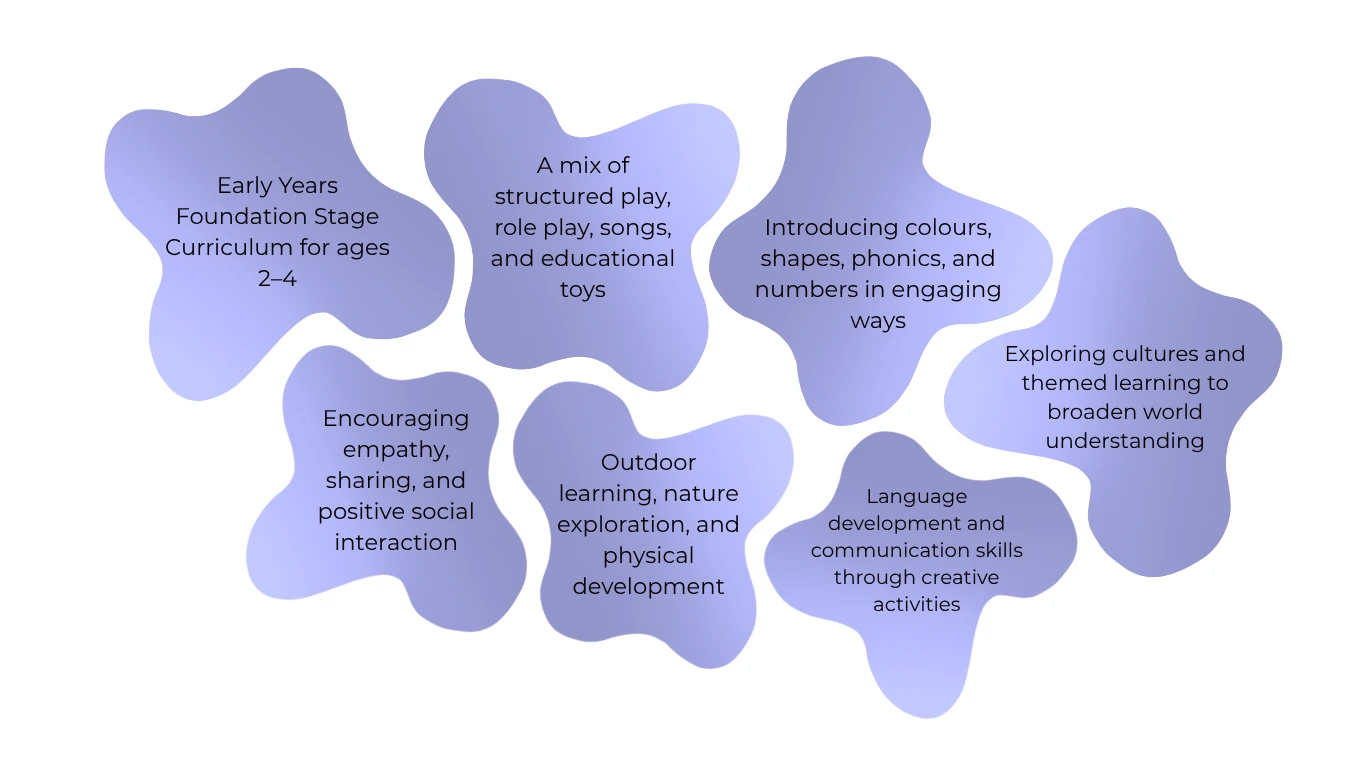 Early Years
Foundation Stage
Curriculum for ages
2–4
A mix of
structured play,
role play, songs,
and educational
toys
Introducing colours,
shapes, phonics, and
numbers in engaging
ways
Exploring cultures and
themed learning to
broaden world
understanding
Encouraging
empathy,
sharing, and
positive social
interaction
Outdoor
learning, nature
exploration, and
physical
development
Language
development and
communication skills
through creative
activities